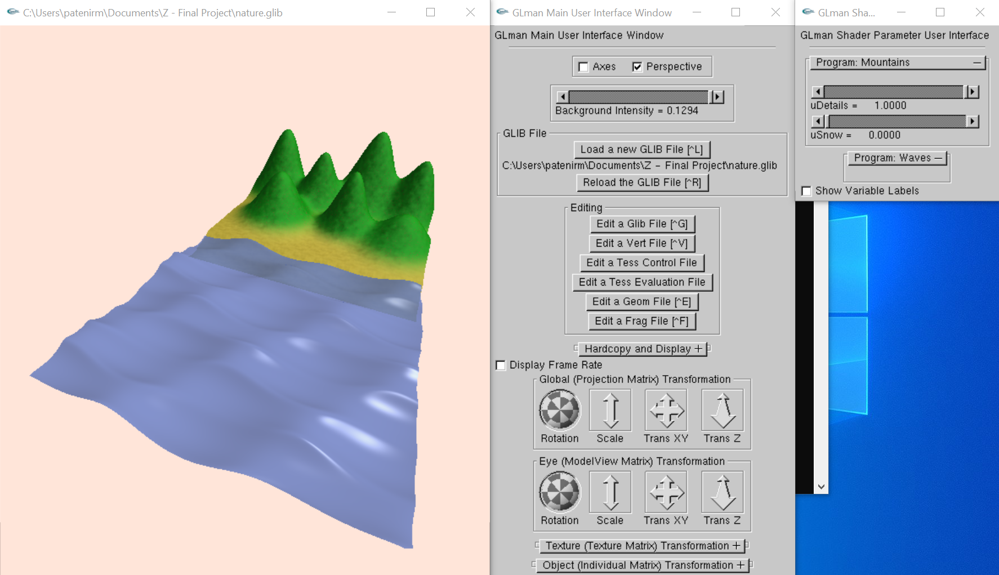 C:\Users\patenirm\Documents\Z - Final Project\nature.glib
GLman Main User Interface Window
GLman Sha...
GLman Main User Interface Window
Axes
Perspective
Background Intensity = 0.1294
GLIB File
Load a new GLIB File [^L]
C:\Users\patenirm\Documents\Z - Final Project\nature.glib
Reload the GLIB File [^R]
Editing
Edit a Glib File [^G]
Edit a Vert File [^V]
Edit a Tess Control File
Edit a Tess Evaluation File
Edit a Geom File [^E]
Edit a Frag File [^F]
Hardcopy and Display +
Display Frame Rate
Global (Projection Matrix) Transformation
Rotation Scale Trans XY Trans Z
Eye (ModelView Matrix) Transformation
Rotation Scale Trans XY Trans Z
Texture (Texture Matrix) Transformation +
Object (Individual Matrix) Transformation +
GLman Shader Parameter User Interface
Program: Mountains –
uDetails = 1.0000
uSnow = 0.0000
Program: Waves –
Show Variable Labels